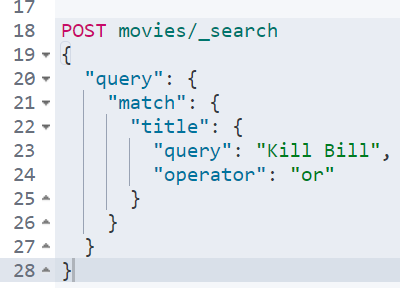 17
18 POST movies/_search
19 {
20 "query": {
21 "match": {
22 "title": {
23 "query": "Kill Bill",
24 "operator": "or"
25 }
26 }
27 }
28 }